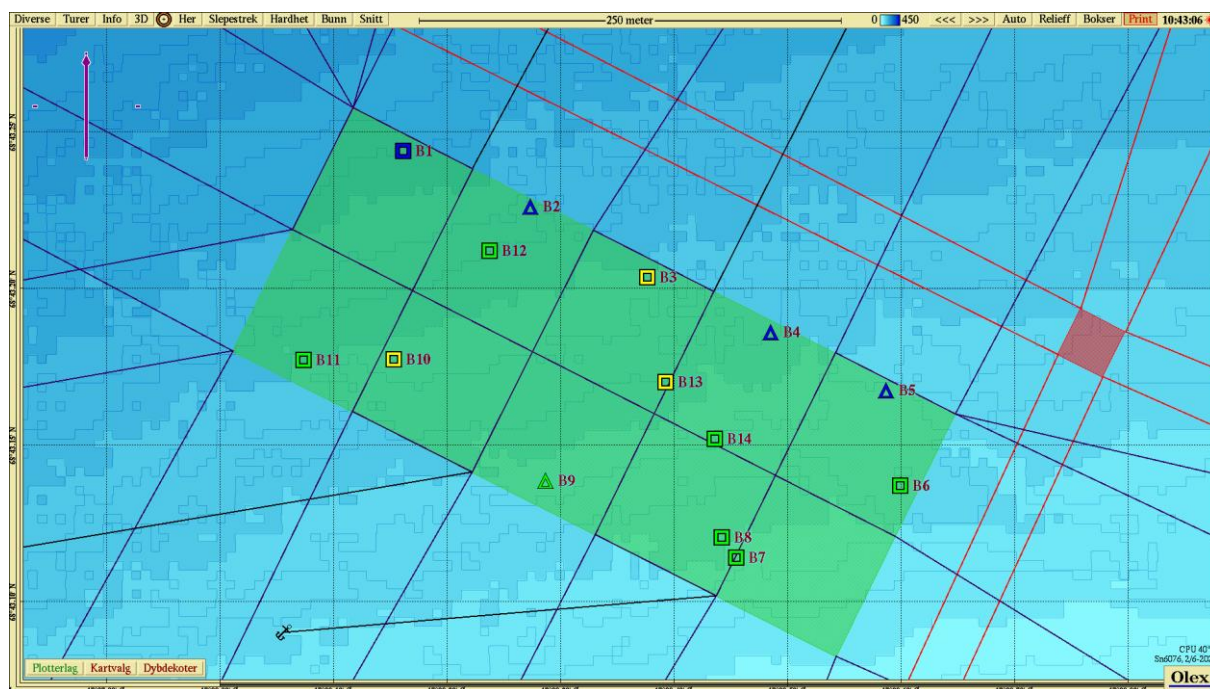 Diverse Turer Info 3D Her Slepestrek Hardhet Bunn Snitt 250 meter 0 450 <<< >>> Auto Relieff Bokser Print 10:43:06
B1
B2
B12
B3
B4
B11
B10
B13
B5
B14
B9
B6
B8
B7
CPU 40°
Plotterlag Kartvalg Dybdekoter
Olex